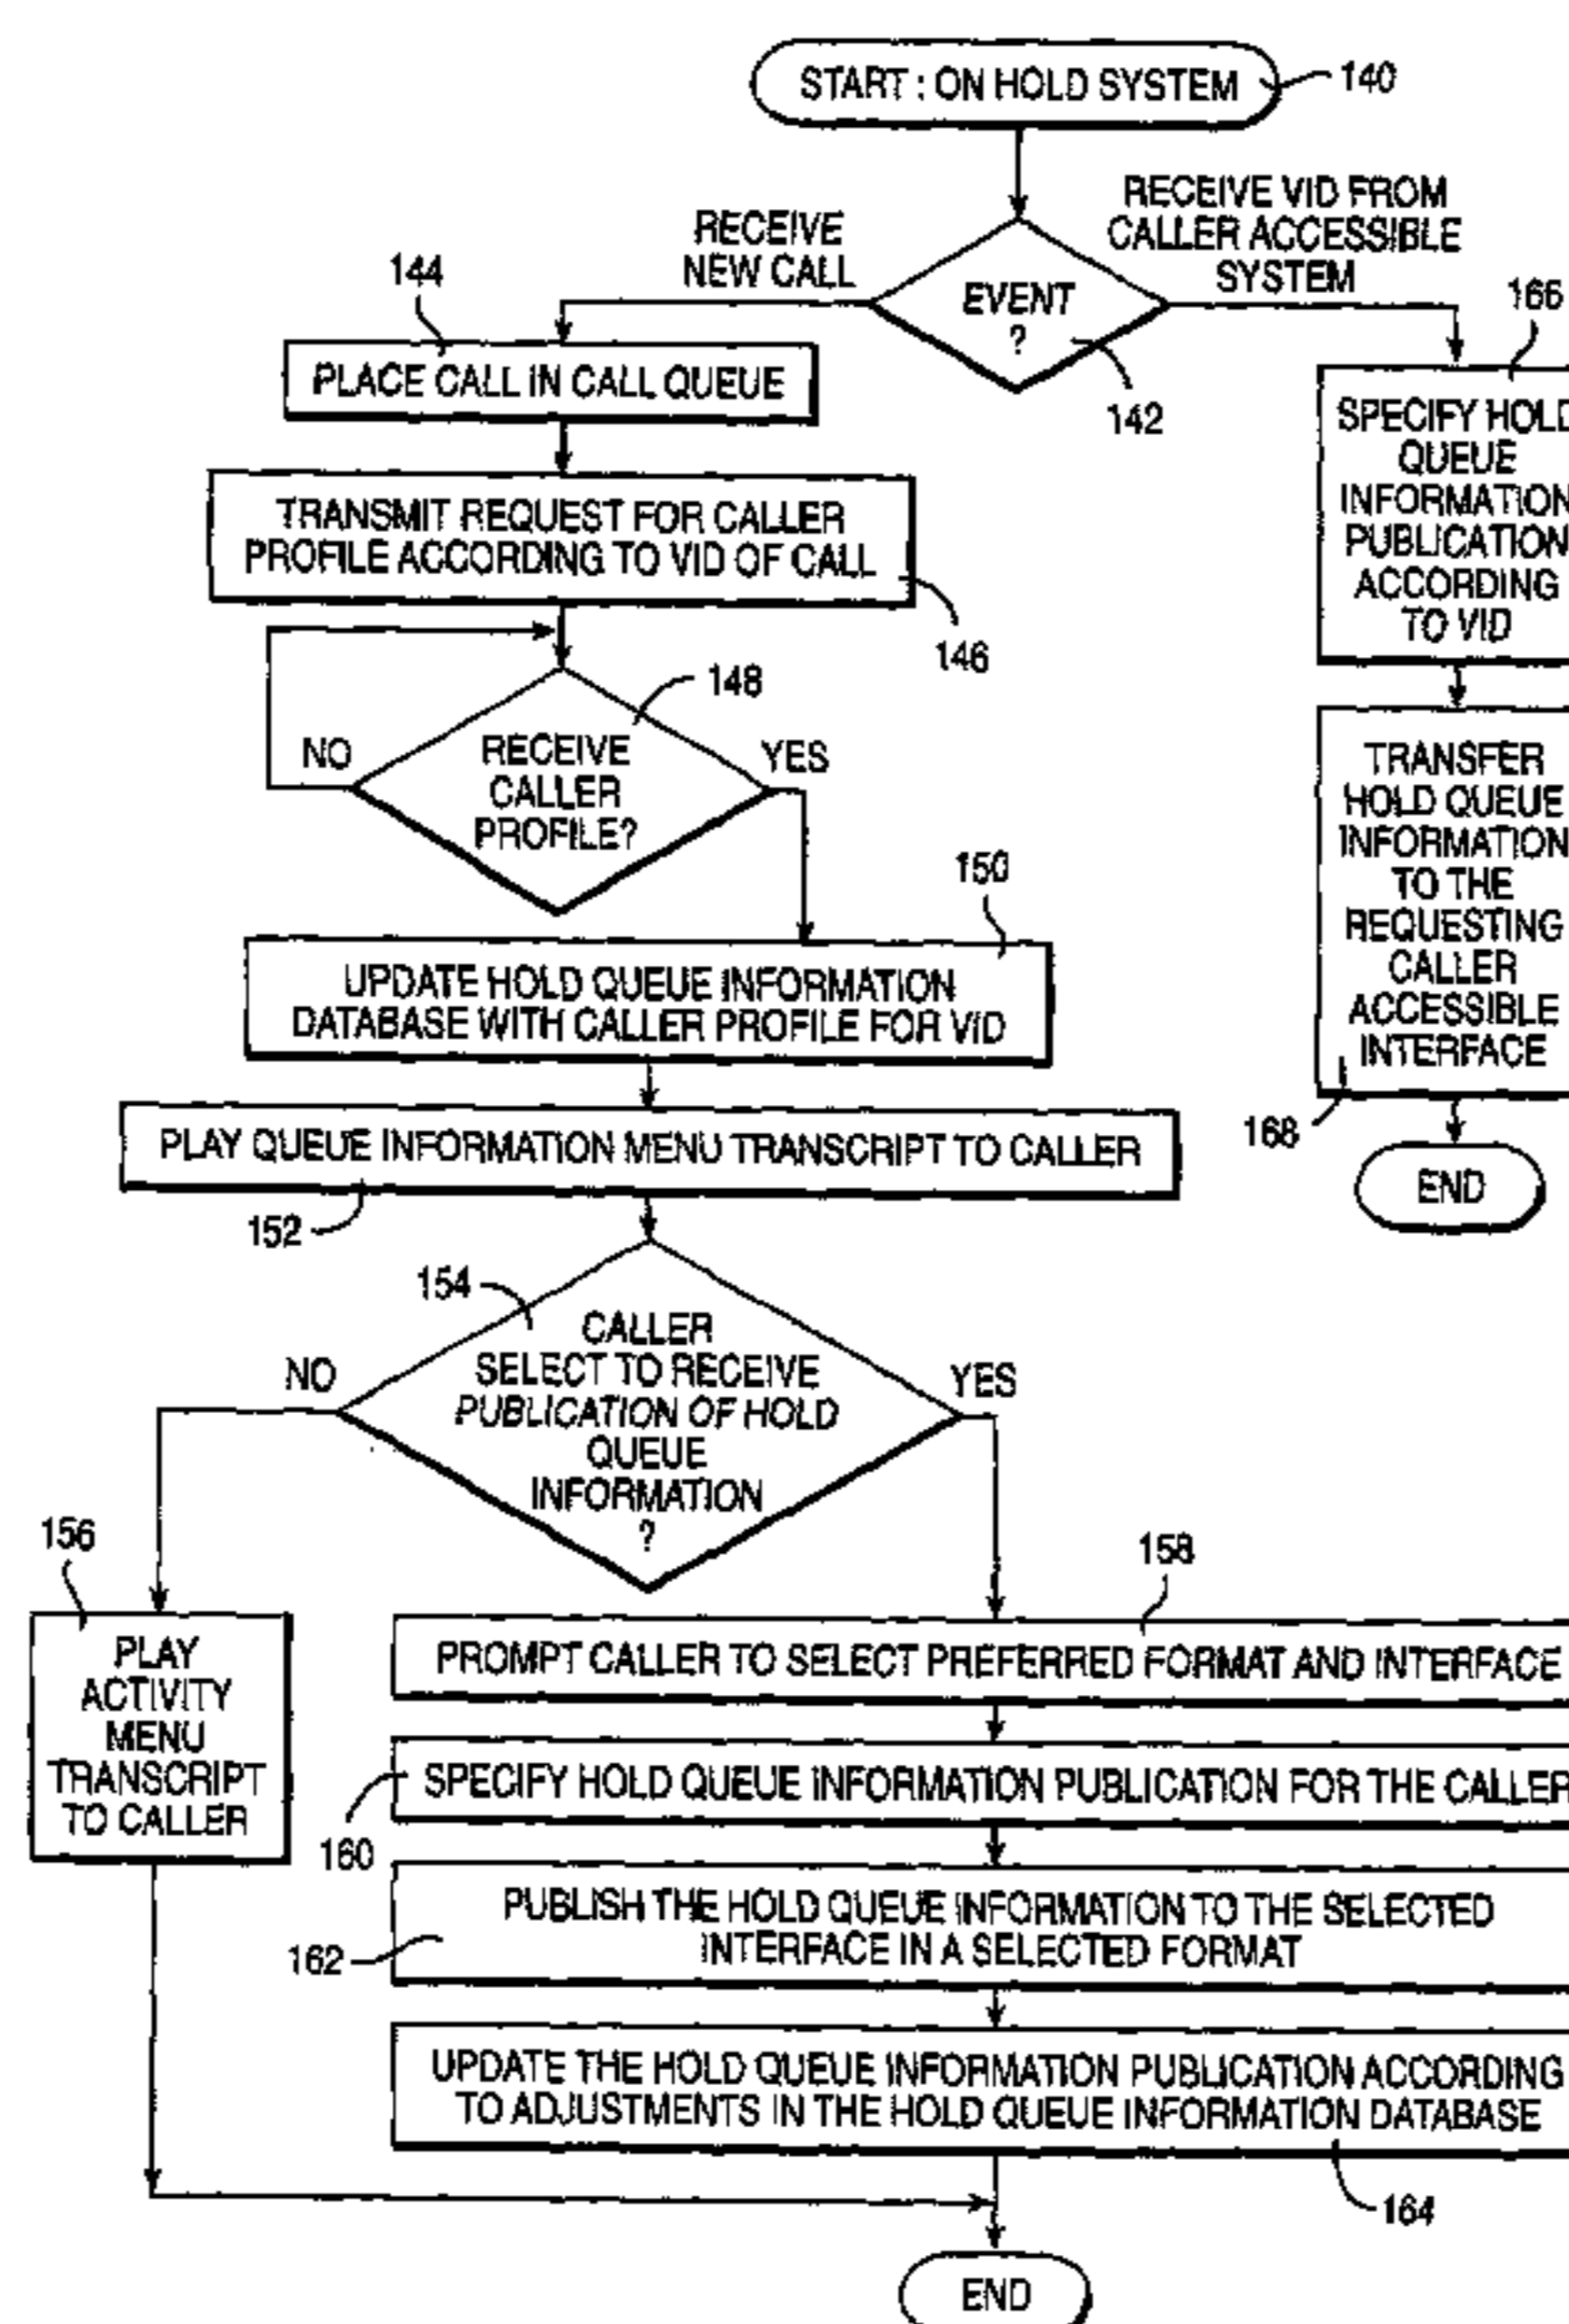 START : ON HOLD SYSTEM
140
RECEIVE
NEW CALL
RECEIVE VID FROM
CALLER ACCESSIBLE
SYSTEM
EVENT
?
142
144
PLACE CALL IN CALL QUEUE
166
SPECIFY HOLD
QUEUE
INFORMATION
PUBLICATION
ACCORDING
TO VID
TRANSMIT REQUEST FOR CALLER
PROFILE ACCORDING TO VID OF CALL
146
148
NO
RECEIVE
CALLER
PROFILE?
YES
TRANSFER
HOLD QUEUE
INFORMATION
TO THE
REQUESTING
CALLER
ACCESSIBLE
INTERFACE
168
END
150
UPDATE HOLD QUEUE INFORMATION
DATABASE WITH CALLER PROFILE FOR VID
PLAY QUEUE INFORMATION MENU TRANSCRIPT TO CALLER
152
154
NO
CALLER
SELECT TO RECEIVE
PUBLICATION OF HOLD
QUEUE
INFORMATION
?
YES
156
PLAY
ACTIVITY
MENU
TRANSCRIPT
TO CALLER
158
PROMPT CALLER TO SELECT PREFERRED FORMAT AND INTERFACE
SPECIFY HOLD QUEUE INFORMATION PUBLICATION FOR THE CALLER
160
PUBLISH THE HOLD QUEUE INFORMATION TO THE SELECTED
INTERFACE IN A SELECTED FORMAT
162
UPDATE THE HOLD QUEUE INFORMATION PUBLICATION ACCORDING
TO ADJUSTMENTS IN THE HOLD QUEUE INFORMATION DATABASE
164
END